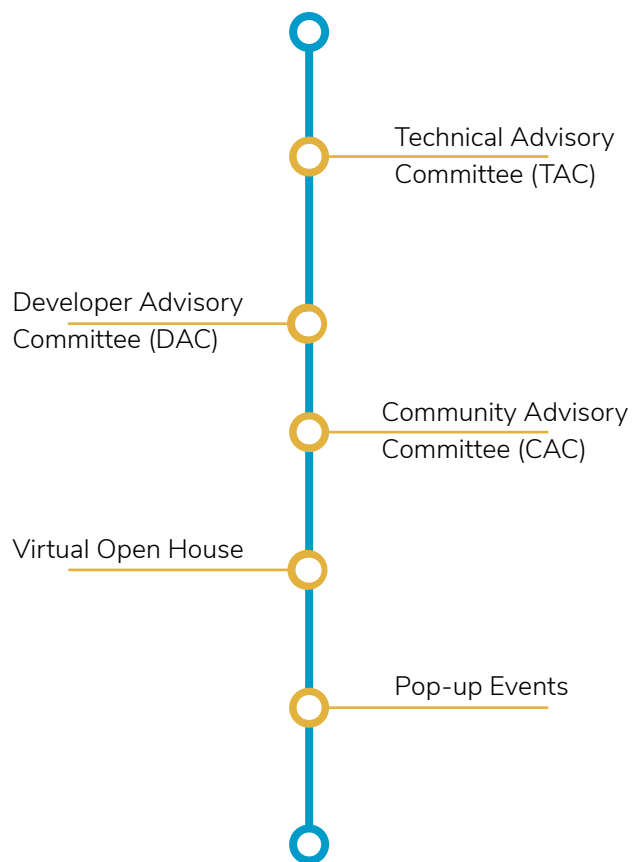 Technical Advisory
Committee (TAC)
Developer Advisory
Committee (DAC)
Community Advisory
Committee (CAC)
Virtual Open House
Pop-up Events